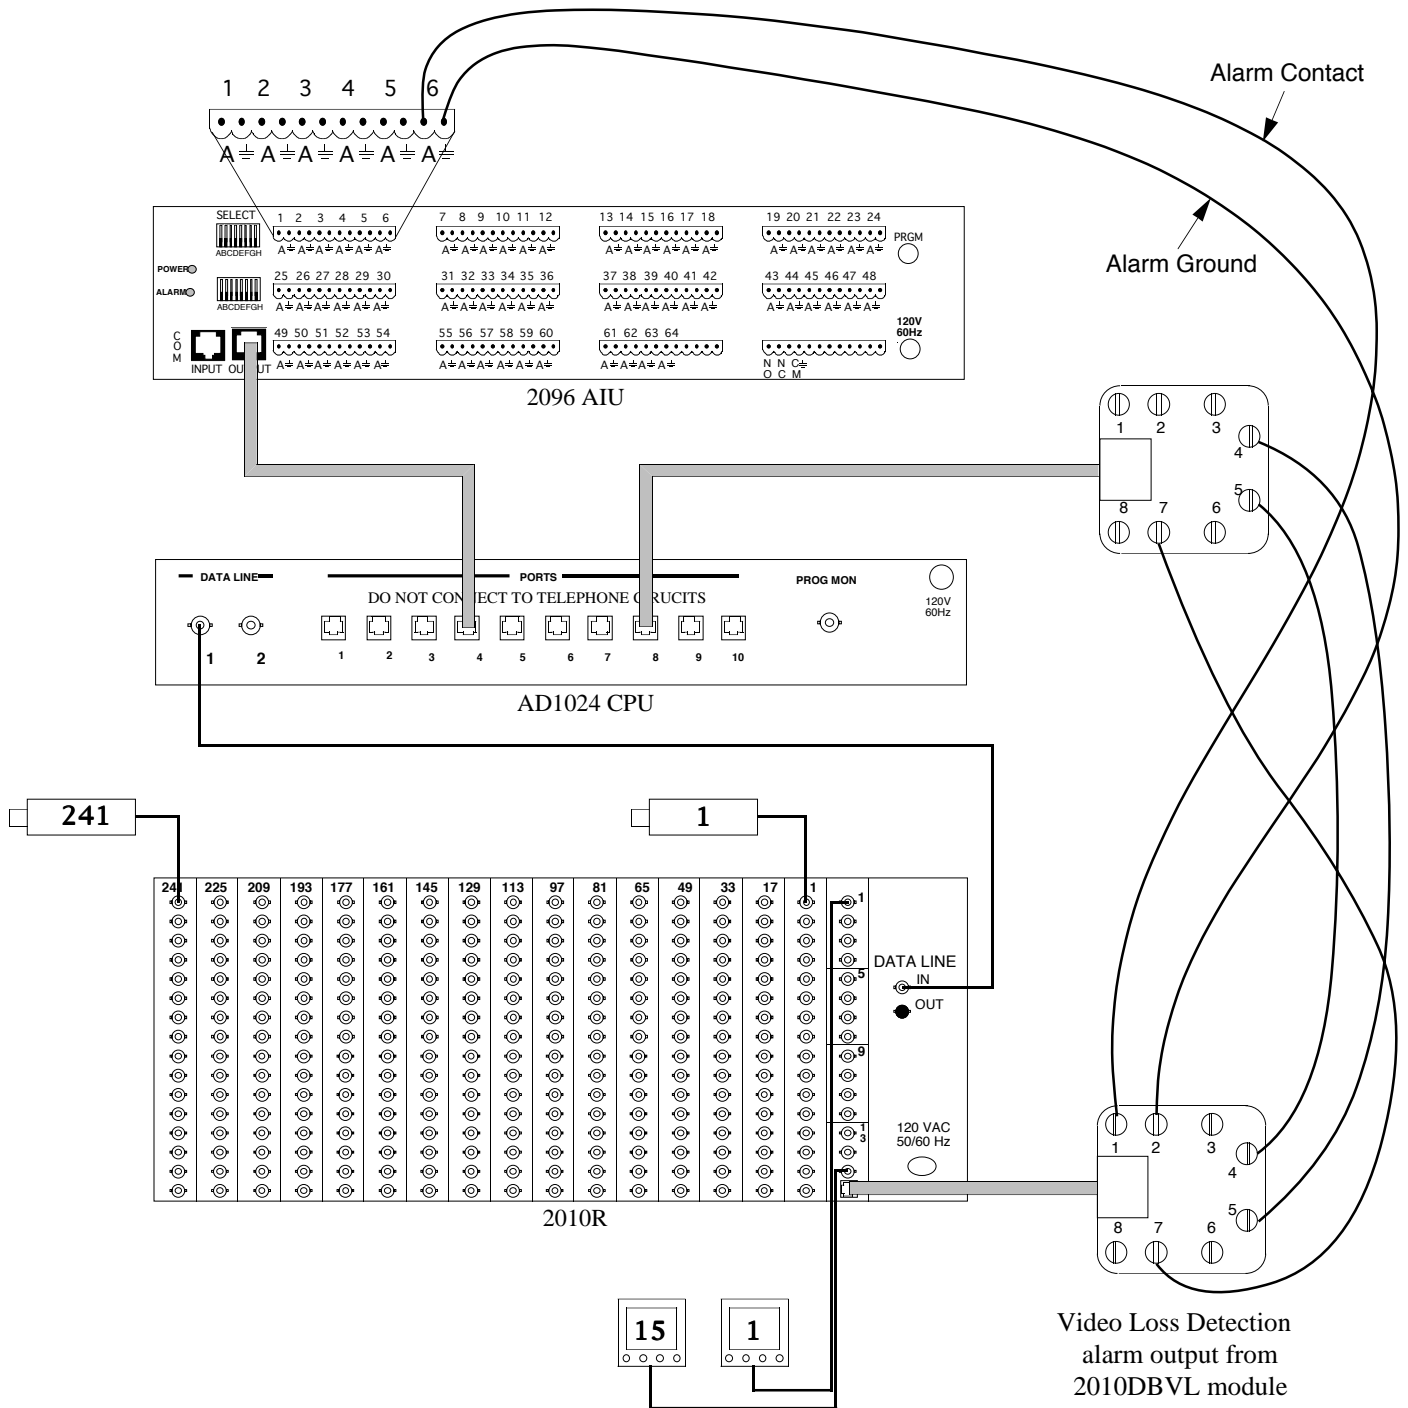 Alarm Contact
1 2 3 4 5 6
A A A A A A
Alarm Ground
SELECT
1 2 3 4 5 6
7 8 9 10 11 12
13 14 15 16 17 18
19 20 21 22 23 24
ABCDEFGH
A A A A A A
A A A A A A
A A A A A A
A A A A A A
PRGM
POWER
ALARM
25 26 27 28 29 30
31 32 33 34 35 36
37 38 39 40 41 42
43 44 45 46 47 48
ABCDEFGH
A A A A A A
A A A A A A
A A A A A A
A A A A A A
120V
60Hz
COM
49 50 51 52 53 54
55 56 57 58 59 60
61 62 63 64
INPUT OUTPUT
A A A A A A
A A A A A A
A A A A
N N C
O C M
2096 AIU
1 2 3
4
5
8 7 6
DATA LINE
PORTS
PROG MON
DO NOT CONNECT TO TELEPHONE CIRUCITS
120V
60Hz
1 2
1 2 3 4 5 6 7 8 9 10
AD1024 CPU
241
1
241 225 209 193 177 161 145 129 113 97 81 65 49 33 17 1
1
5
9
13
DATA LINE
IN
OUT
120 VAC
50/60 Hz
2010R
1 2 3
4
5
8 7 6
15 1
Video Loss Detection
alarm output from
2010DBVL module